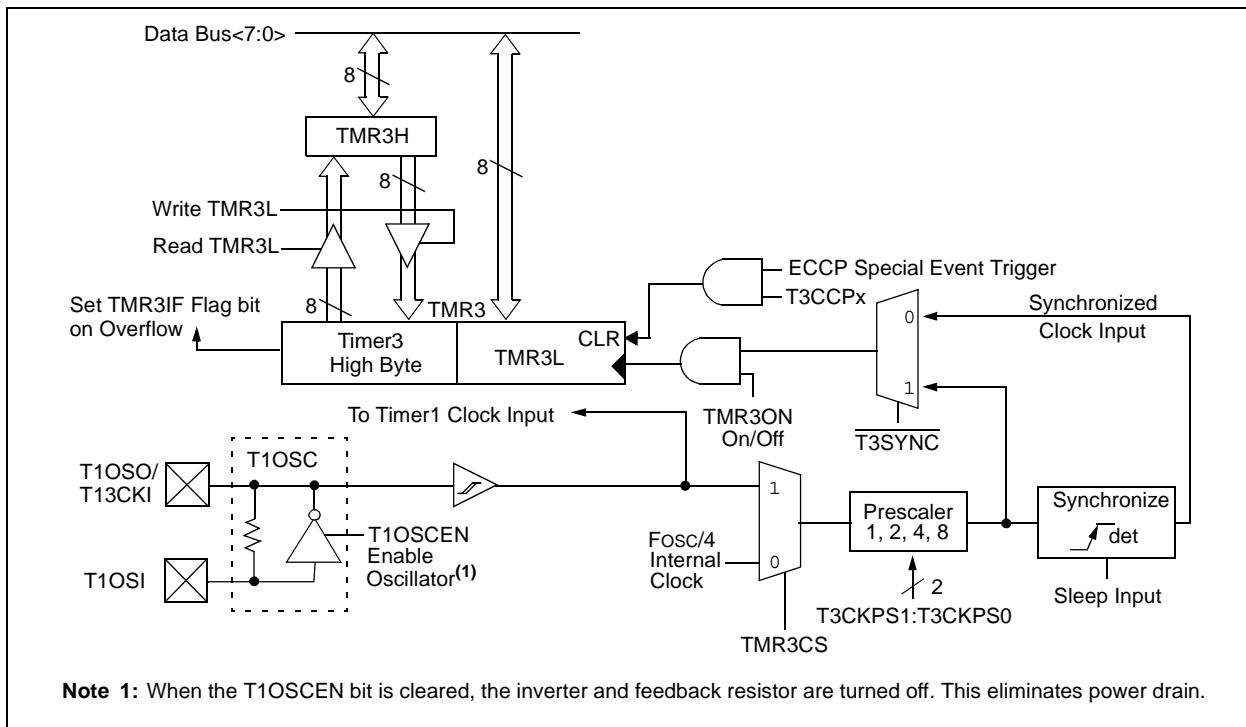 Data Bus<7:0>
8
TMR3H
8
8
Write TMR3L
Read TMR3L
8
Set TMR3IF Flag bit
on Overflow
TMR3
Timer3
High Byte
TMR3L
CLR
ECCP Special Event Trigger
T3CCPx
0
1
Synchronized
Clock Input
TMR3ON
On/Off
T3SYNC
To Timer1 Clock Input
T1OSO/
T13CKI
T1OSC
T1OSCEN
Enable
Oscillator(1)
T1OSI
FOSC/4
Internal
Clock
1
0
TMR3CS
Prescaler
1, 2, 4, 8
2
T3CKPS1:T3CKPS0
Synchronize
det
Sleep Input
Note 1: When the T1OSCEN bit is cleared, the inverter and feedback resistor are turned off. This eliminates power drain.